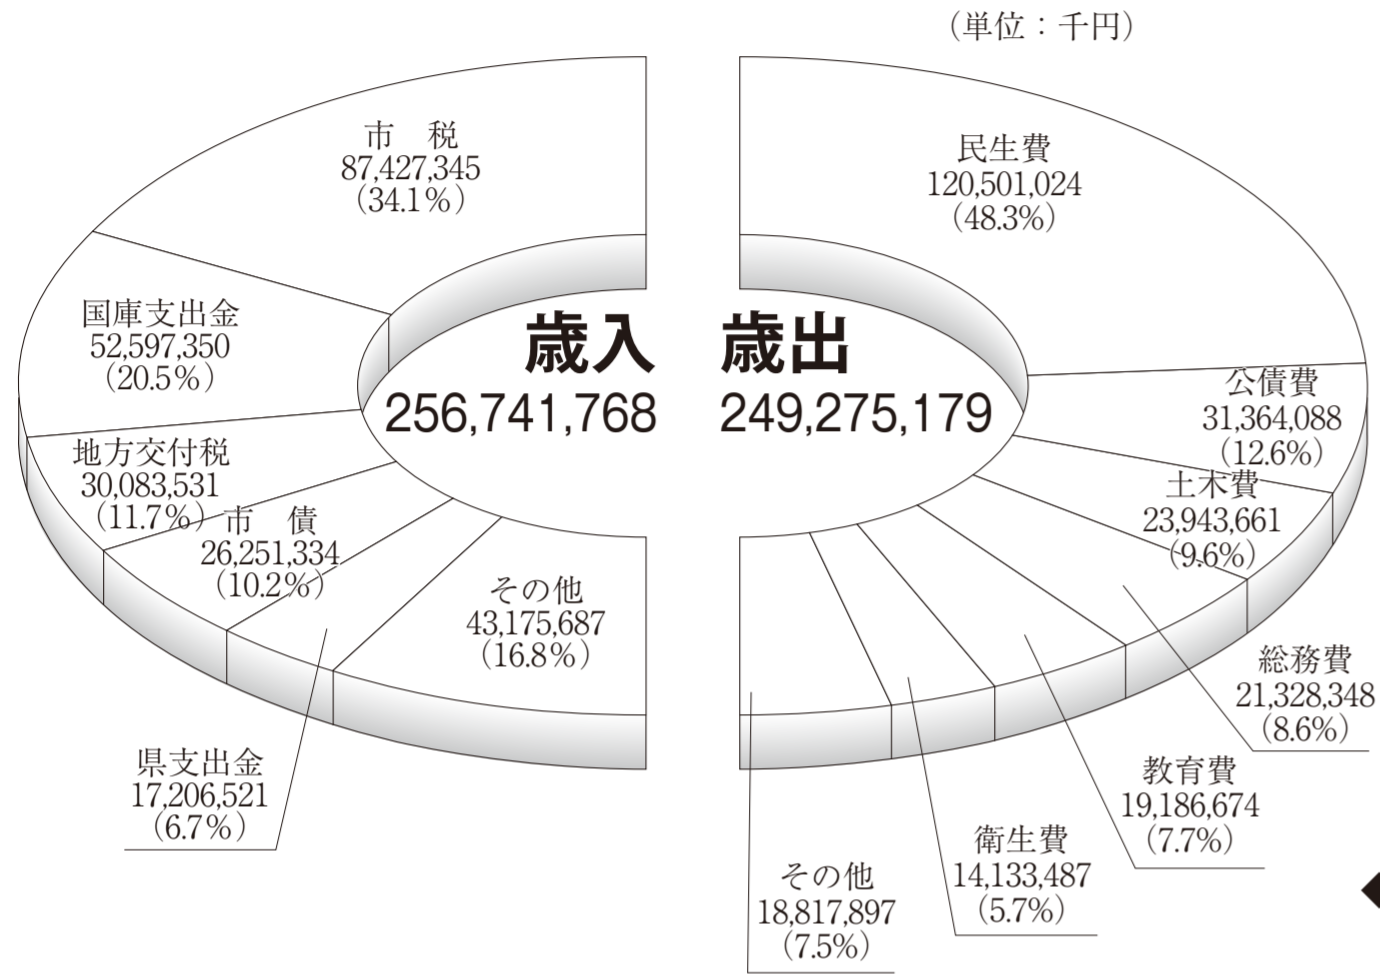 (単位：千円)
市　税
87,427,345
(34.1%)
国庫支出金
52,597,350
(20.5%)
地方交付税
30,083,531
(11.7%)
市　債
26,251,334
(10.2%)
県支出金
17,206,521
(6.7%)
その他
43,175,687
(16.8%)
歳入
256,741,768
歳出
249,275,179
民生費
120,501,024
(48.3%)
公債費
31,364,088
(12.6%)
土木費
23,943,661
(9.6%)
総務費
21,328,348
(8.6%)
教育費
19,186,674
(7.7%)
衛生費
14,133,487
(5.7%)
その他
18,817,897
(7.5%)